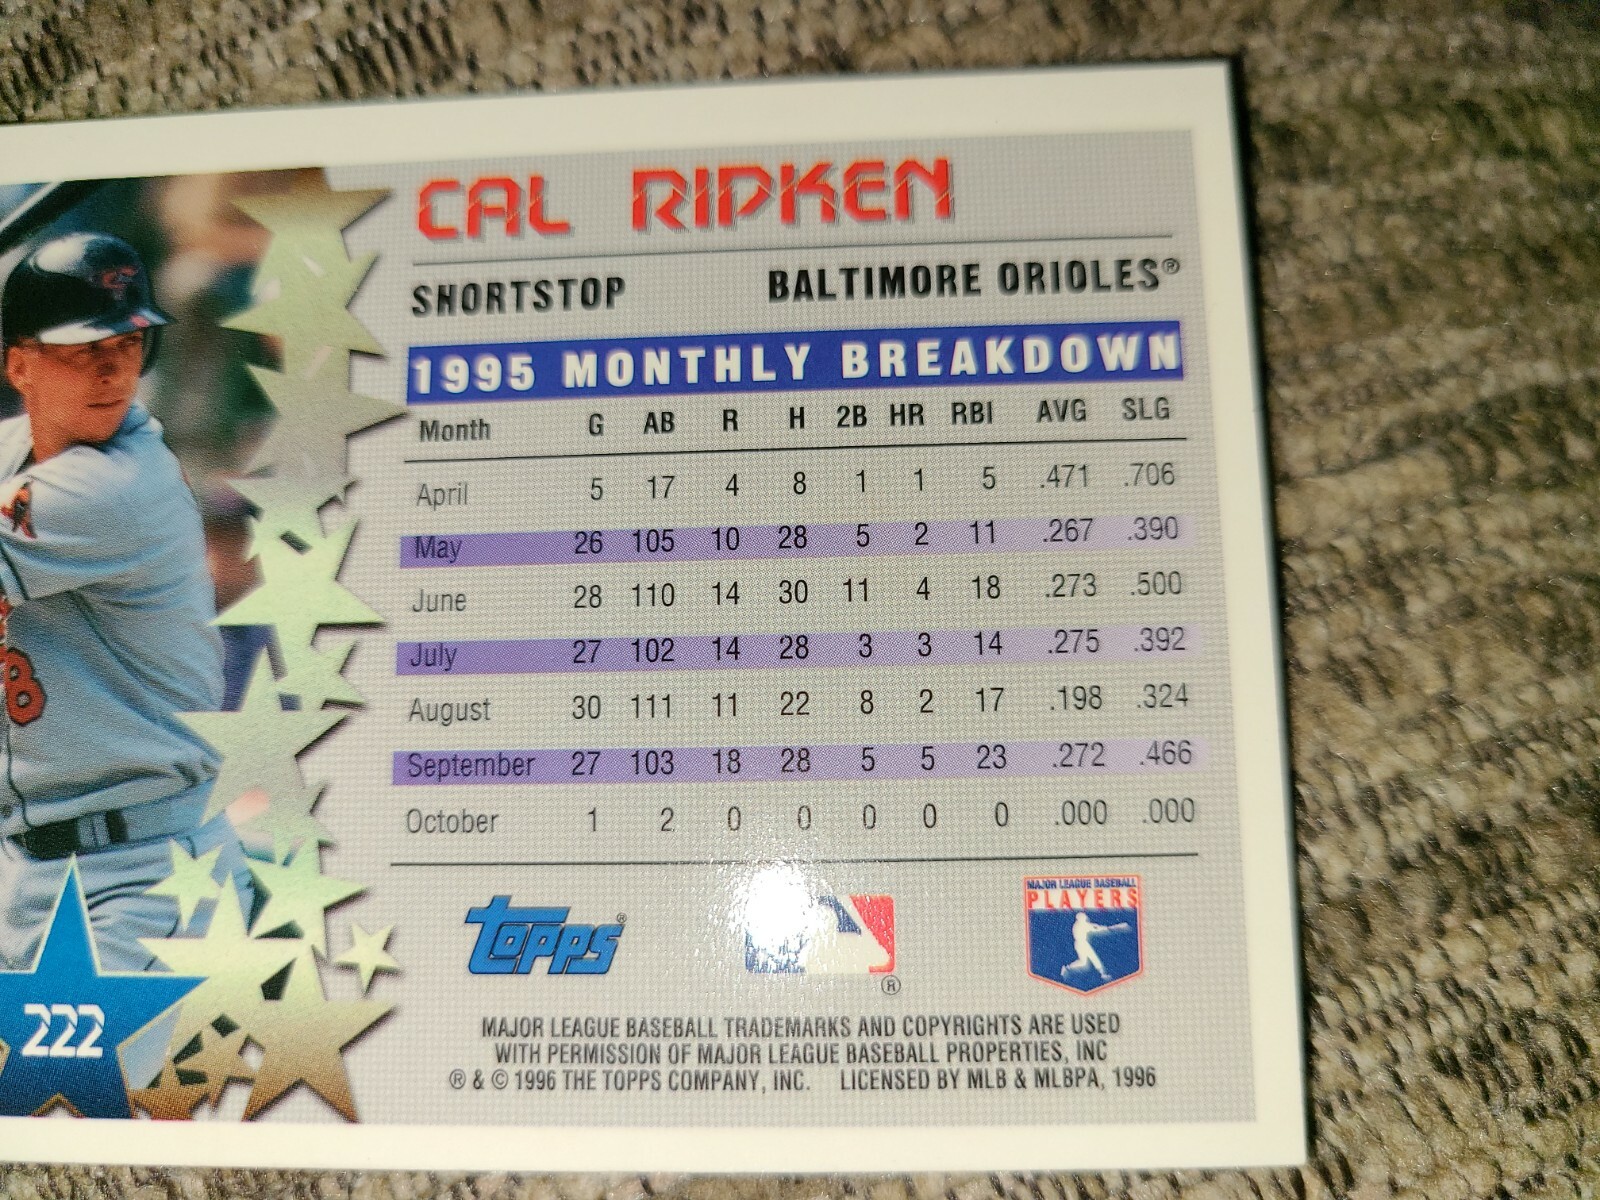 CAL RIPKEN
SHORTSTOP BALTIMORE ORIOLES®
1995 MONTHLY BREAKDOWN
Month G AB R H 2B HR RBI AVG SLG
April 5 17 4 8 1 1 5 .471 .706
May 26 105 10 28 5 2 11 .267 .390
June 28 110 14 30 11 4 18 .273 .500
July 27 102 14 28 3 3 14 .275 .392
August 30 111 11 22 8 2 17 .198 .324
September 27 103 18 28 5 5 23 .272 .466
October 1 2 0 0 0 0 0 .000 .000
8
222
TOPPS®
®
MAJOR LEAGUE BASEBALL
PLAYERS
MAJOR LEAGUE BASEBALL TRADEMARKS AND COPYRIGHTS ARE USED
WITH PERMISSION OF MAJOR LEAGUE BASEBALL PROPERTIES, INC
® & © 1996 THE TOPPS COMPANY, INC. LICENSED BY MLB & MLBPA, 1996